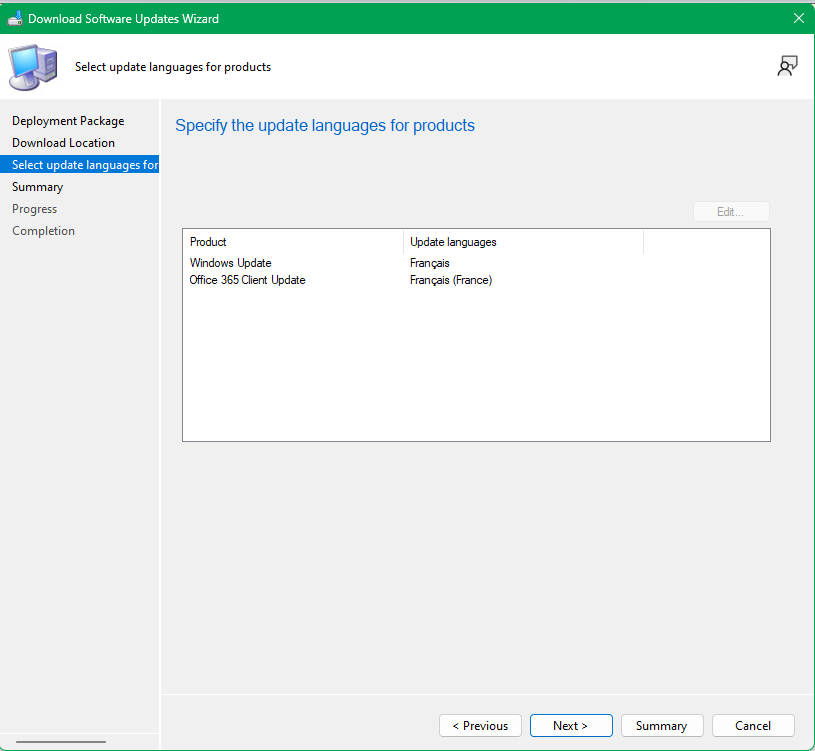 Download Software Updates Wizard
Select update languages for products
Deployment Package
Download Location
Select update languages for
Summary
Progress
Completion
Specify the update languages for products
Edit...
Product Update languages
Windows Update Français
Office 365 Client Update Français (France)
< Previous Next > Summary Cancel